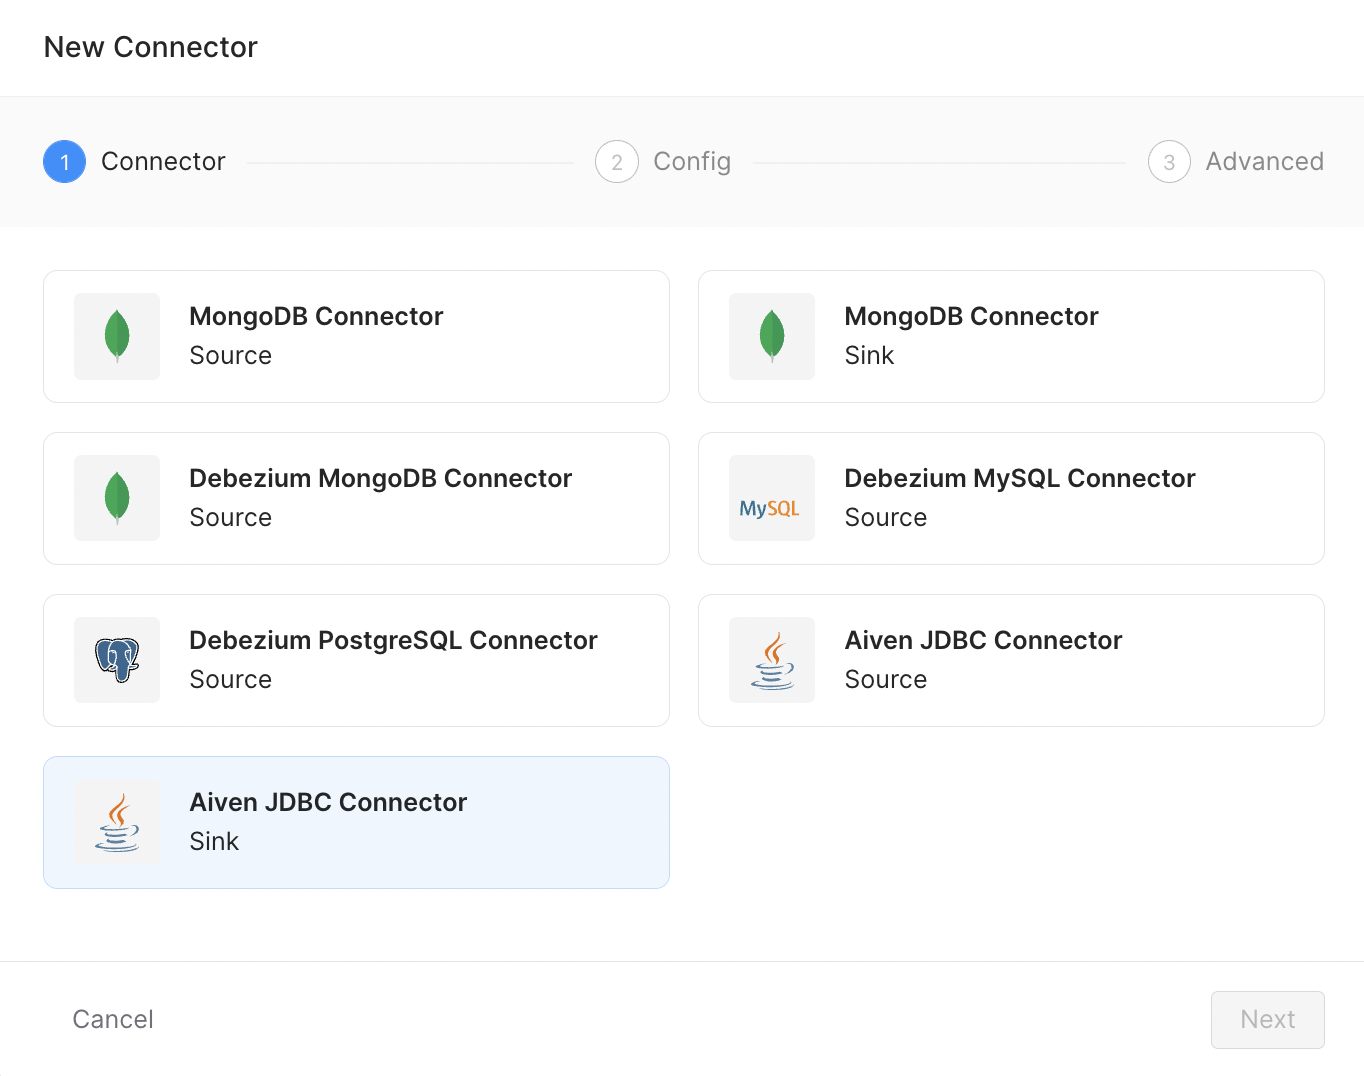 New Connector
1 Connector
2 Config
3 Advanced
MongoDB Connector
Source
MongoDB Connector
Sink
Debezium MongoDB Connector
Source
MySQL
Debezium MySQL Connector
Source
Debezium PostgreSQL Connector
Source
Aiven JDBC Connector
Source
Aiven JDBC Connector
Sink
Cancel
Next